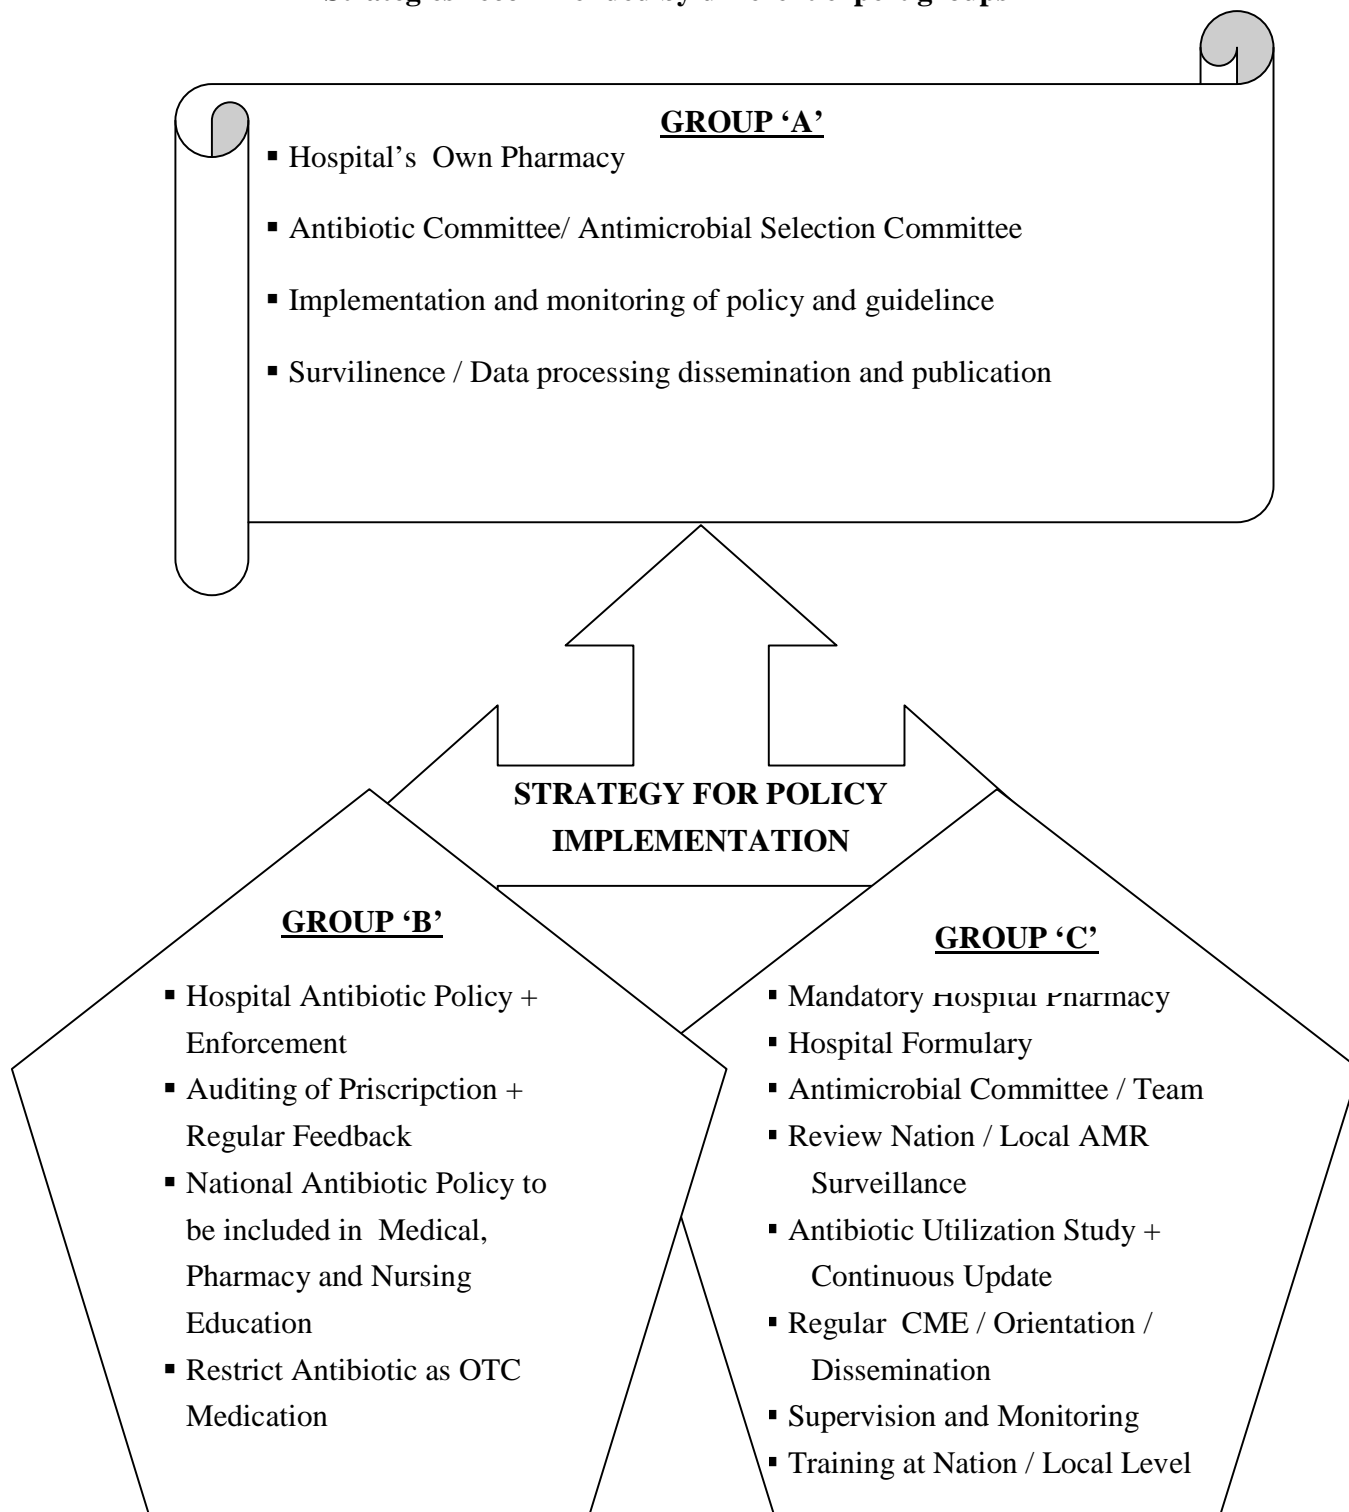 GROUP ‘A’
▪ Hospital’s Own Pharmacy
▪ Antibiotic Committee/ Antimicrobial Selection Committee
▪ Implementation and monitoring of policy and guidelince
▪ Survilinence / Data processing dissemination and publication
STRATEGY FOR POLICY
IMPLEMENTATION
GROUP ‘B’
▪ Hospital Antibiotic Policy +
Enforcement
▪ Auditing of Priscripction +
Regular Feedback
▪ National Antibiotic Policy to
be included in Medical,
Pharmacy and Nursing
Education
▪ Restrict Antibiotic as OTC
Medication
GROUP ‘C’
▪ Mandatory Hospital Pharmacy
▪ Hospital Formulary
▪ Antimicrobial Committee / Team
▪ Review Nation / Local AMR
Surveillance
▪ Antibiotic Utilization Study +
Continuous Update
▪ Regular CME / Orientation /
Dissemination
▪ Supervision and Monitoring
▪ Training at Nation / Local Level